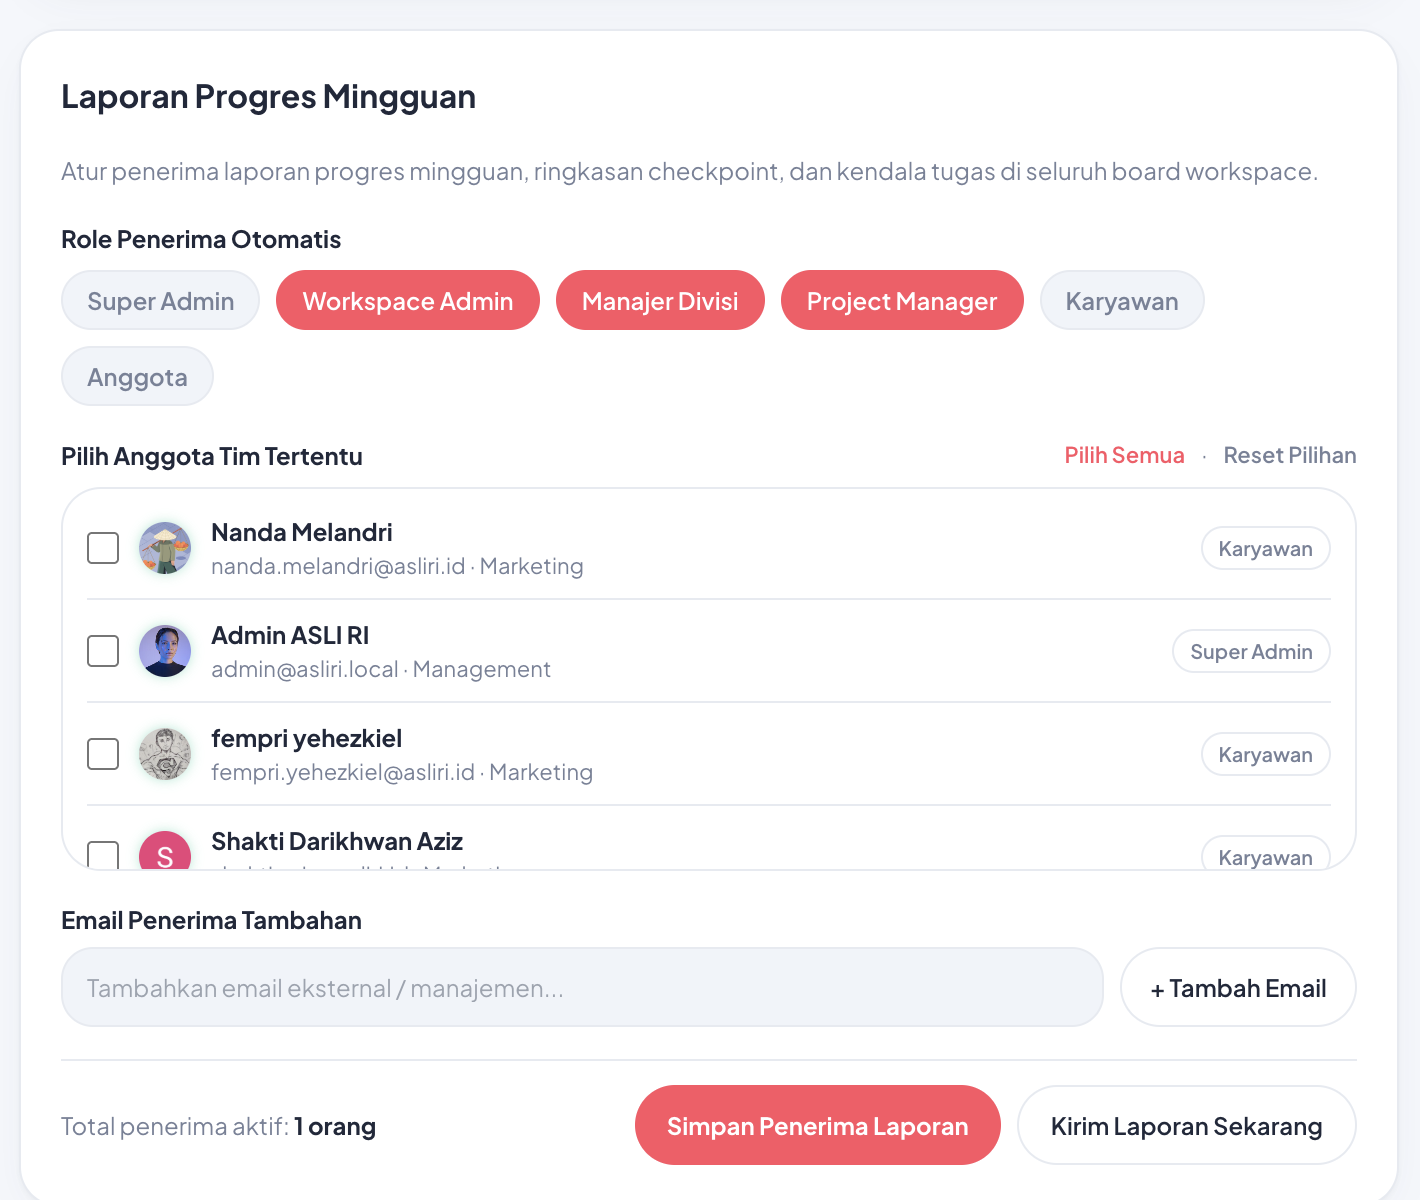 Laporan Progres Mingguan
Atur penerima laporan progres mingguan, ringkasan checkpoint, dan kendala tugas di seluruh board workspace.
Role Penerima Otomatis
Super Admin
Workspace Admin
Manajer Divisi
Project Manager
Karyawan
Anggota
Pilih Anggota Tim Tertentu
Pilih Semua · Reset Pilihan
Nanda Melandri
nanda.melandri@asliri.id · Marketing
Karyawan
Admin ASLI RI
admin@asliri.local · Management
Super Admin
fempri yehezkiel
fempri.yehezkiel@asliri.id · Marketing
Karyawan
S
Shakti Darikhwan Aziz
Karyawan
Email Penerima Tambahan
Tambahkan email eksternal / manajemen...
+ Tambah Email
Total penerima aktif: 1 orang
Simpan Penerima Laporan
Kirim Laporan Sekarang